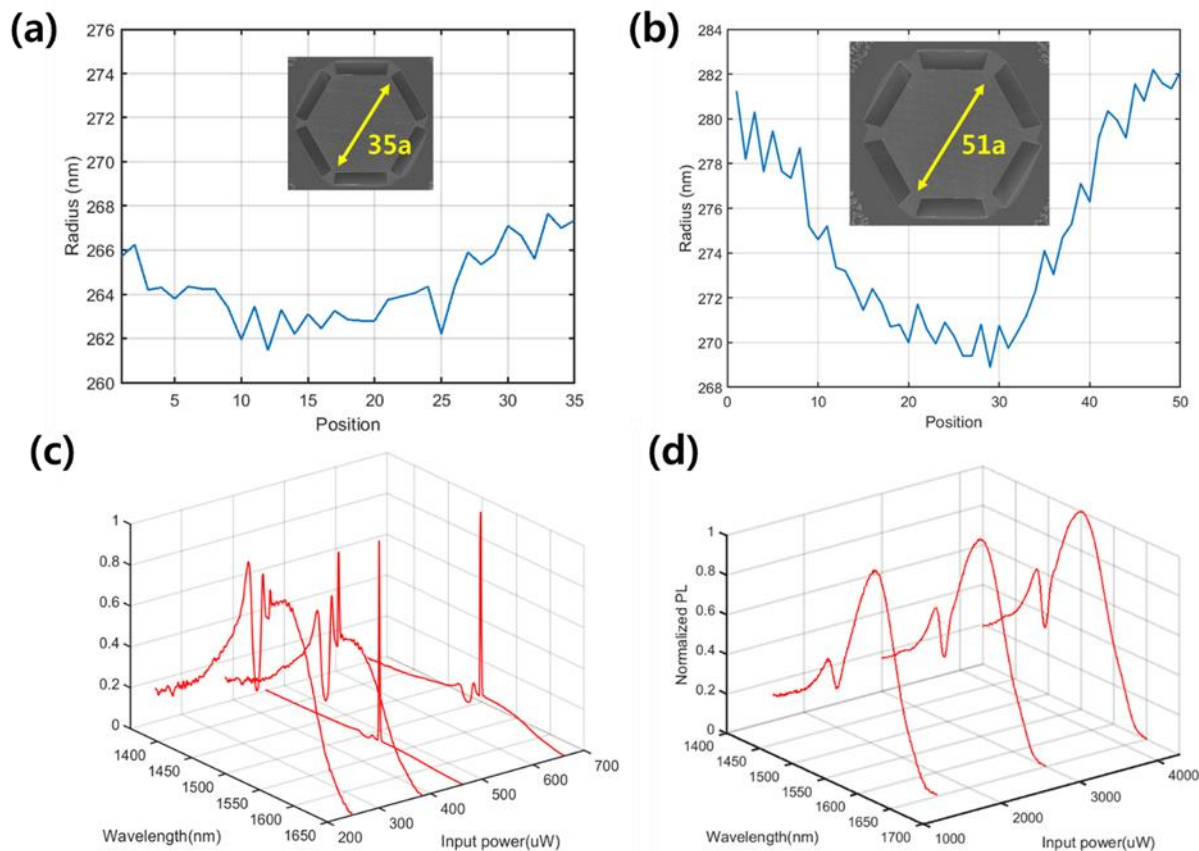 (a)
276
274
272
270
268
266
264
262
260
Radius (nm)
5 10 15 20 25 30 35
Position
35a
(b)
284
282
280
278
276
274
272
270
268
Radius (nm)
0 10 20 30 40 50
Position
51a
(c)
1
0.8
0.6
0.4
0.2
0
1400
1450
1500
1550
1600
1650
Wavelength(nm)
200 300 400 500 600 700
Input power(uW)
(d)
Normalized PL
1
0.8
0.6
0.4
0.2
0
1400
1450
1500
1550
1600
1650
1700
Wavelength(nm)
1000 2000 3000 4000
Input power(uW)